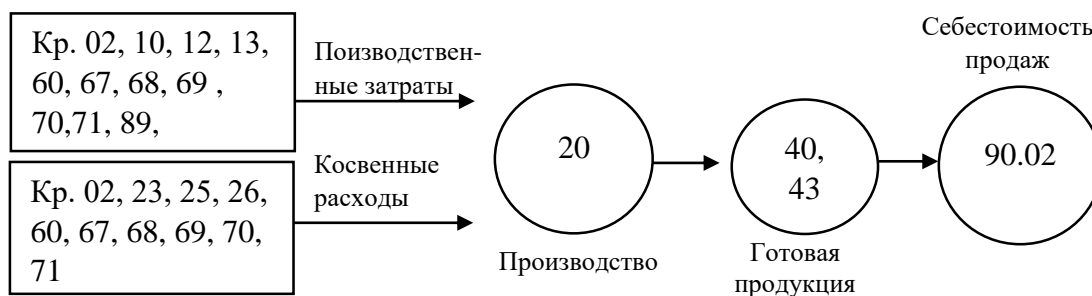 Кр. 02, 10, 12, 13,
60, 67, 68, 69 ,
70,71, 89,
Поизводствен-
ные затраты
Кр. 02, 23, 25, 26,
60, 67, 68, 69, 70,
71
Косвенные
расходы
20
Производство
40,
43
Готовая
продукция
Себестоимость
продаж
90.02